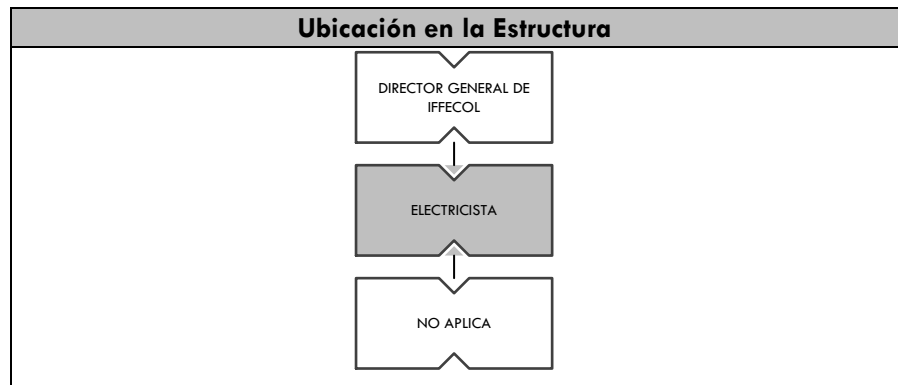 Ubicación en la Estructura
DIRECTOR GENERAL DE
IFFECOL
ELECTRICISTA
NO APLICA